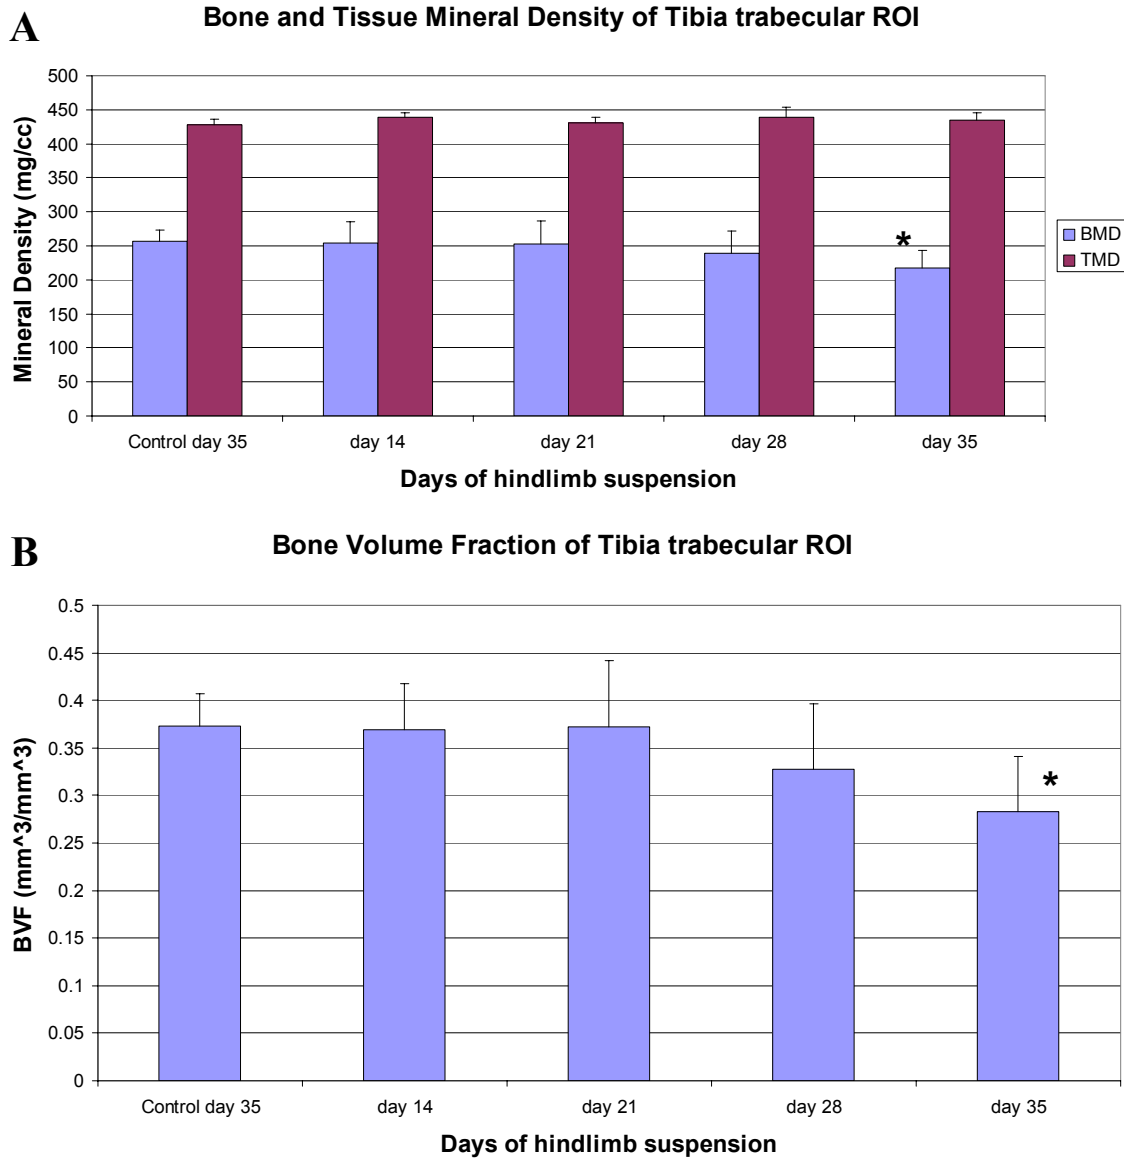 A
Bone and Tissue Mineral Density of Tibia trabecular ROI
Mineral Density (mg/cc)
500
450
400
350
300
250
200
150
100
50
0
*
BMD
TMD
Control day 35 day 14 day 21 day 28 day 35
Days of hindlimb suspension
B
Bone Volume Fraction of Tibia trabecular ROI
BVF (mm^3/mm^3)
0.5
0.45
0.4
0.35
0.3
0.25
0.2
0.15
0.1
0.05
0
*
Control day 35 day 14 day 21 day 28 day 35
Days of hindlimb suspension